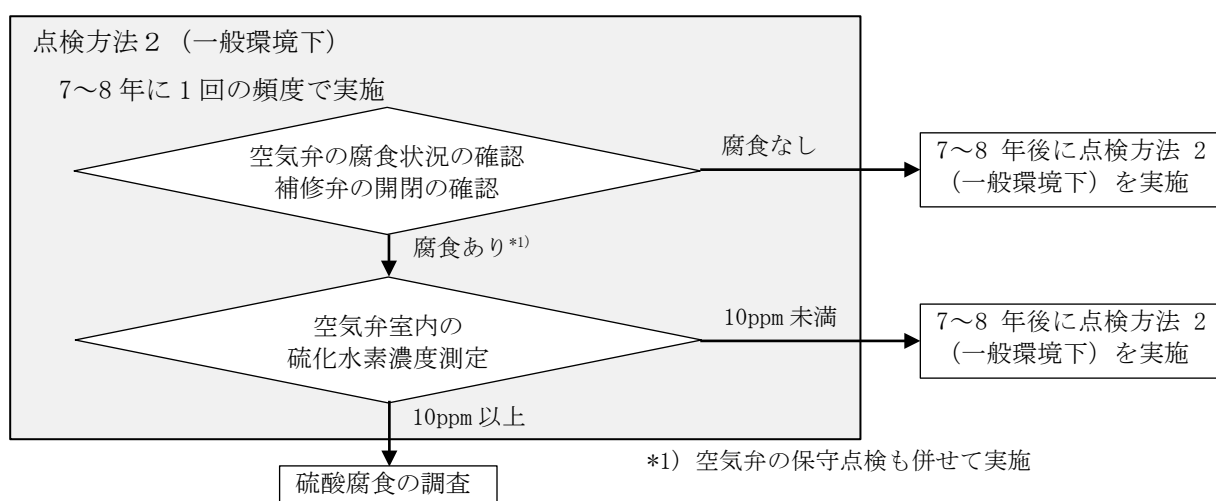 点検方法２（一般環境下）
7～8 年に 1 回の頻度で実施
空気弁の腐食状況の確認
補修弁の開閉の確認
腐食なし
7～8 年後に点検方法 2
（一般環境下）を実施
腐食あり*1)
空気弁室内の
硫化水素濃度測定
10ppm 未満
7～8 年後に点検方法 2
（一般環境下）を実施
10ppm 以上
硫酸腐食の調査
*1) 空気弁の保守点検も併せて実施